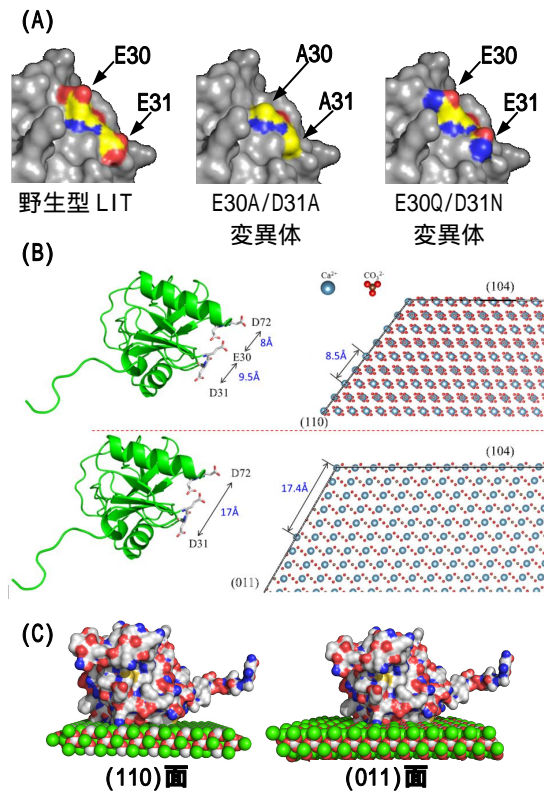 (A)
E30
E31
A30
A31
E30
E31
野生型 LIT
E30A/D31A
変異体
E30Q/D31N
変異体
(B)
D72
8Å
E30
9.5Å
D31
Ca²⁺
CO₃²⁻
(104)
8.5Å
(110)
D72
17Å
D31
(104)
17.4Å
(011)
(C)
(110)面
(011)面